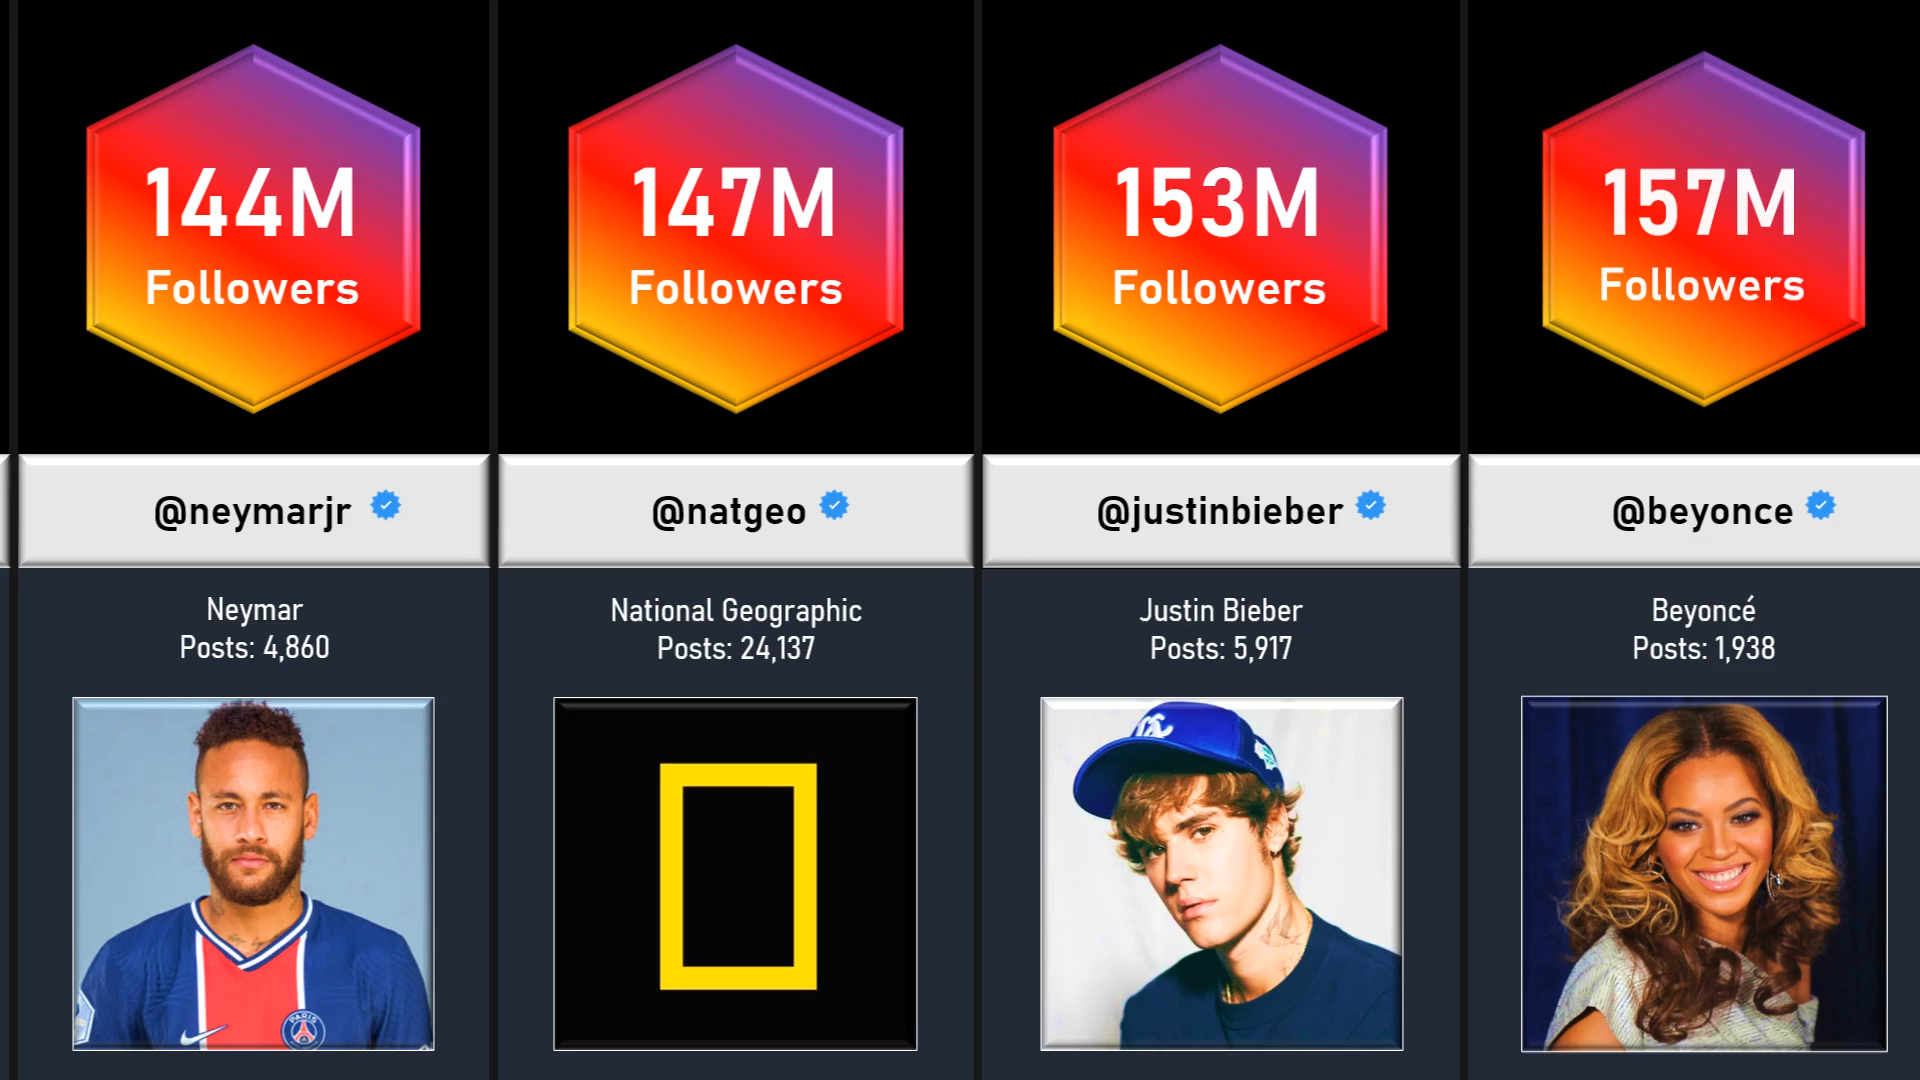 144M
Followers
@neymarjr
Neymar
Posts: 4,860
PARIS
147M
Followers
@natgeo
National Geographic
Posts: 24,137
153M
Followers
@justinbieber
Justin Bieber
Posts: 5,917
157M
Followers
@beyonce
Beyoncé
Posts: 1,938